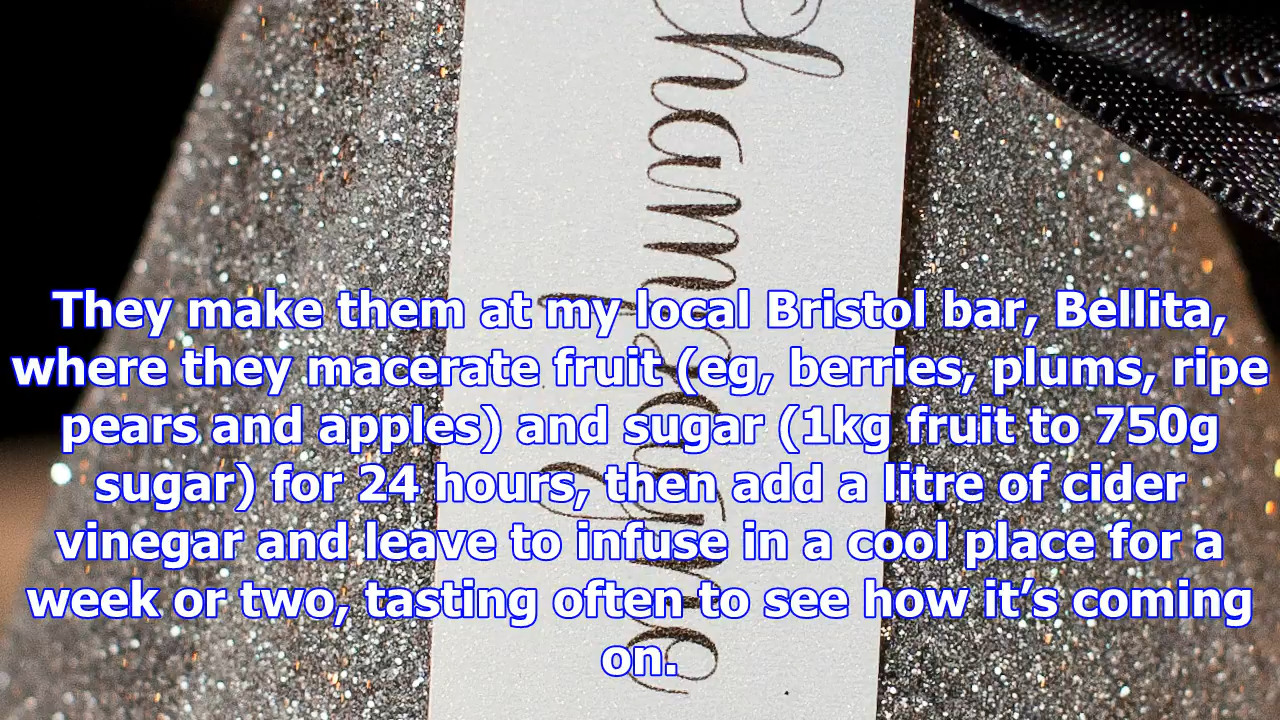 They make them at my local Bristol bar, Bellita,
where they macerate fruit (eg, berries, plums, ripe
pears and apples) and sugar (1kg fruit to 750g
sugar) for 24 hours, then add a litre of cider
vinegar and leave to infuse in a cool place for a
week or two, tasting often to see how it’s coming
on.
Champagne